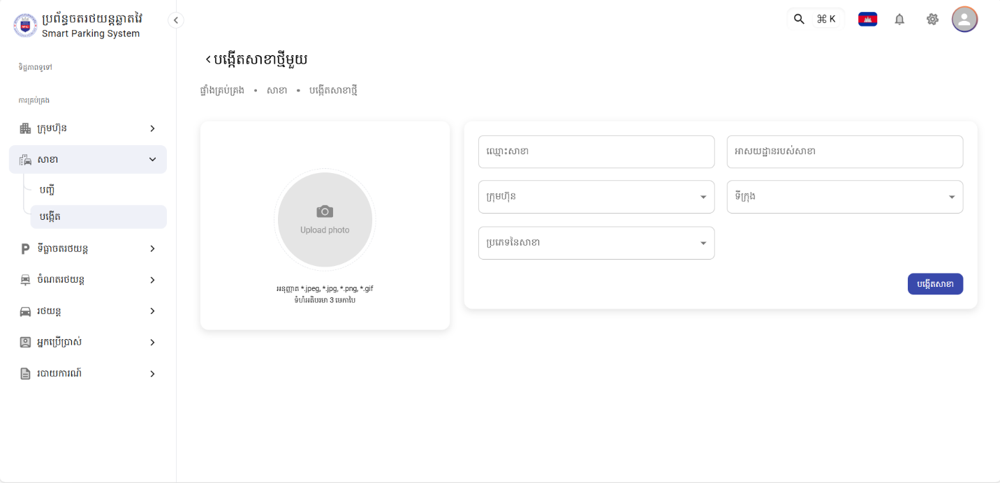 ប្រព័ន្ធចតរថយន្តឆ្លាតវៃ
Smart Parking System
⌘ K
ទិដ្ឋភាពទូទៅ
ការគ្រប់គ្រង
ក្រុមហ៊ុន
សាខា
បញ្ជី
បង្កើត
ទីធ្លាចតរថយន្ត
ចំណតរថយន្ត
រថយន្ត
អ្នកប្រើប្រាស់
របាយការណ៍
បង្កើតសាខាថ្មីមួយ
ផ្ទាំងគ្រប់គ្រង • សាខា • បង្កើតសាខាថ្មី
Upload photo
អនុញ្ញាត *.jpeg, *.jpg, *.png, *.gif
ទំហំអតិបរមា 3 មេកាបៃ
ឈ្មោះសាខា
អាសយដ្ឋានរបស់សាខា
ក្រុមហ៊ុន
ទីក្រុង
ប្រភេទនៃសាខា
បង្កើតសាខា